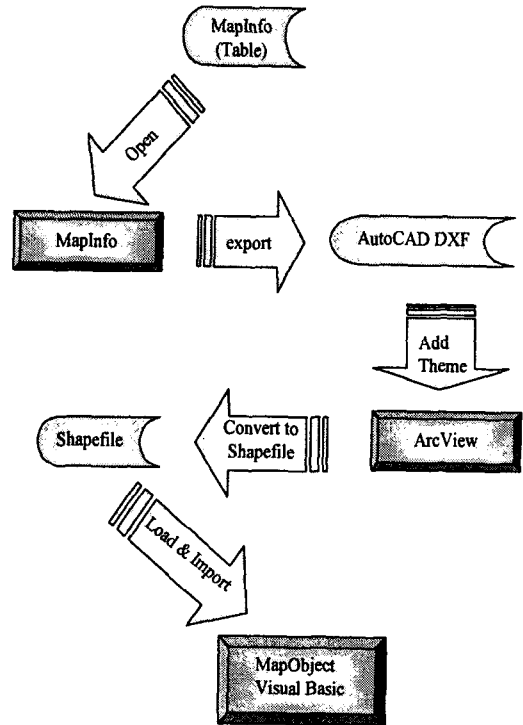 MapInfo
(Table)
Open
MapInfo
export
AutoCAD DXF
Add
Theme
ArcView
Convert to
Shapefile
Shapefile
Load & Import
MapObject
Visual Basic